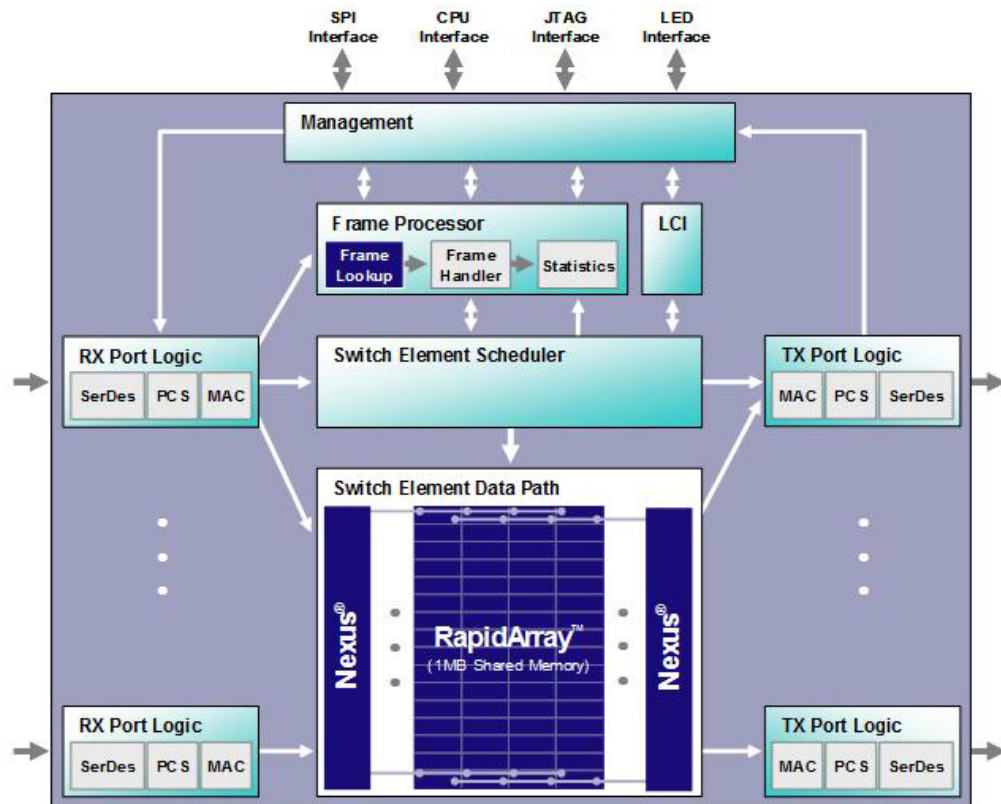 SPI
Interface
CPU
Interface
JTAG
Interface
LED
Interface
Management
Frame Processor
Frame
Lookup
Frame
Handler
Statistics
LCI
RX Port Logic
SerDes
PCS
MAC
Switch Element Scheduler
TX Port Logic
MAC
PCS
SerDes
Switch Element Data Path
Nexus®
RapidArray™
(1MB Shared Memory)
Nexus®
RX Port Logic
SerDes
PCS
MAC
TX Port Logic
MAC
PCS
SerDes